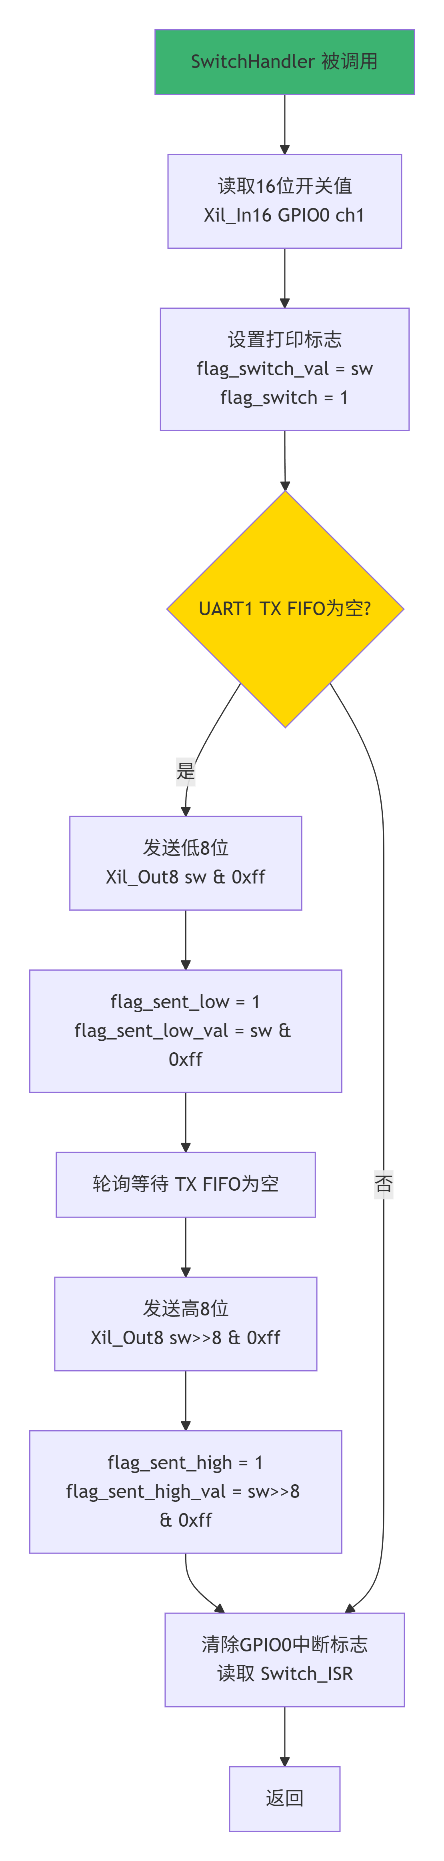 SwitchHandler 被调用
读取16位开关值
Xil_In16 GPIO0 ch1
设置打印标志
flag_switch_val = sw
flag_switch = 1
UART1 TX FIFO为空?
是
发送低8位
Xil_Out8 sw & 0xff
flag_sent_low = 1
flag_sent_low_val = sw &
0xff
轮询等待 TX FIFO为空
否
发送高8位
Xil_Out8 sw>>8 & 0xff
flag_sent_high = 1
flag_sent_high_val = sw>>8
& 0xff
清除GPIO0中断标志
读取 Switch_ISR
返回